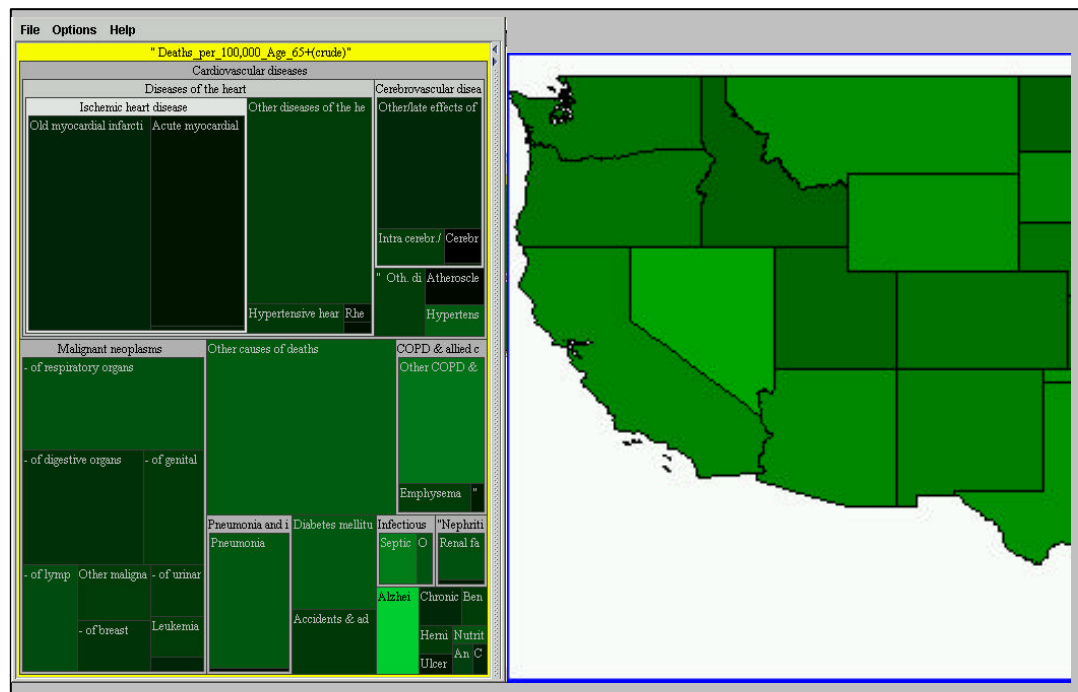 File Options Help
" Deaths_per_100,000_Age_65+(crude)"
Cardiovascular diseases
Diseases of the heart
Cerebrovascular disea
Ischemic heart disease
Other diseases of the he
Other/late effects of
Old myocardial infarcti
Acute myocardial
Intra cerebr./
Cerebr
" Oth. di
Atheroscle
Hypertensive hear
Rhe
Hypertens
Malignant neoplasms
Other causes of deaths
COPD & allied c
- of respiratory organs
Other COPD &
- of digestive organs
- of genital
Emphysema
"
Pneumonia and i
Diabetes mellitu
Infectious
"Nephriti
Pneumonia
Septic
O
Renal fa
- of lymp
Other maligna
- of urinar
Alzhei
Chronic
Ben
Accidents & ad
- of breast
Leukemia
Herni
Nutrit
An
C
Ulcer